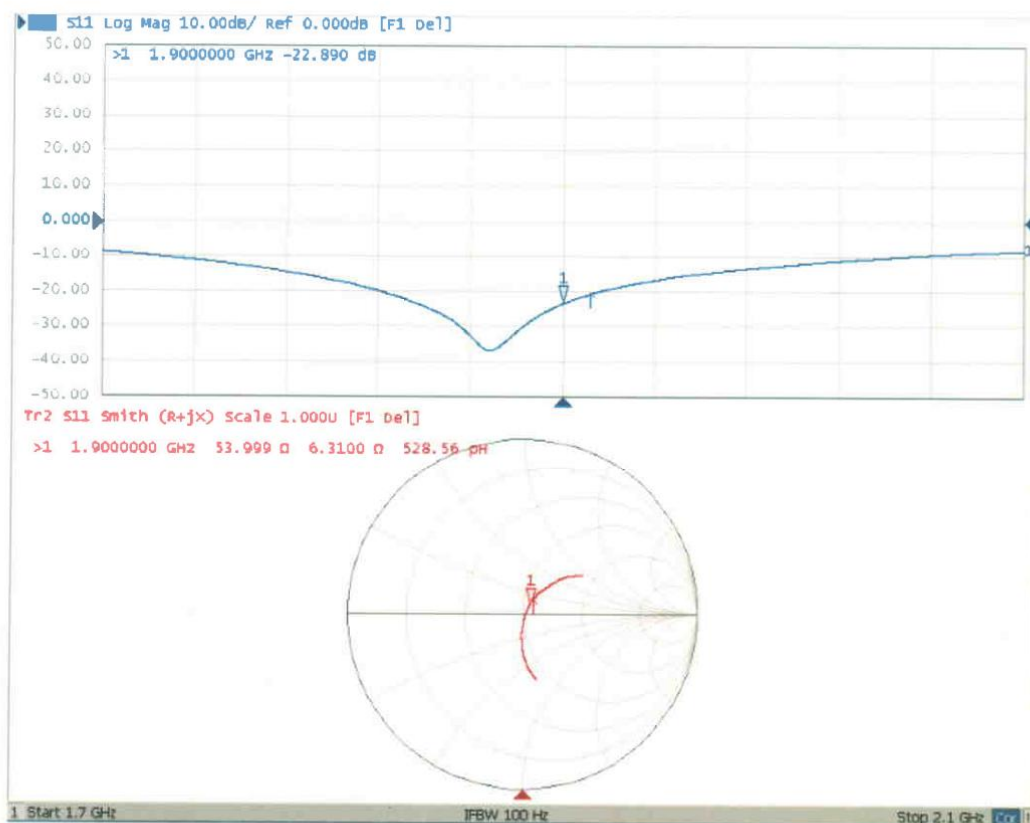 S11 Log Mag 10.00dB/ Ref 0.000dB [F1 Del]
50.00
>1 1.9000000 GHz -22.890 dB
40.00
30.00
20.00
10.00
0.000
-10.00
1
-20.00
-30.00
-40.00
-50.00
Tr2 S11 Smith (R+jX) Scale 1.000U [F1 Del]
>1 1.9000000 GHz 53.999 Ω 6.3100 Ω 528.56 pH
1
1 Start 1.7 GHz IFBW 100 Hz Stop 2.1 GHz Cor